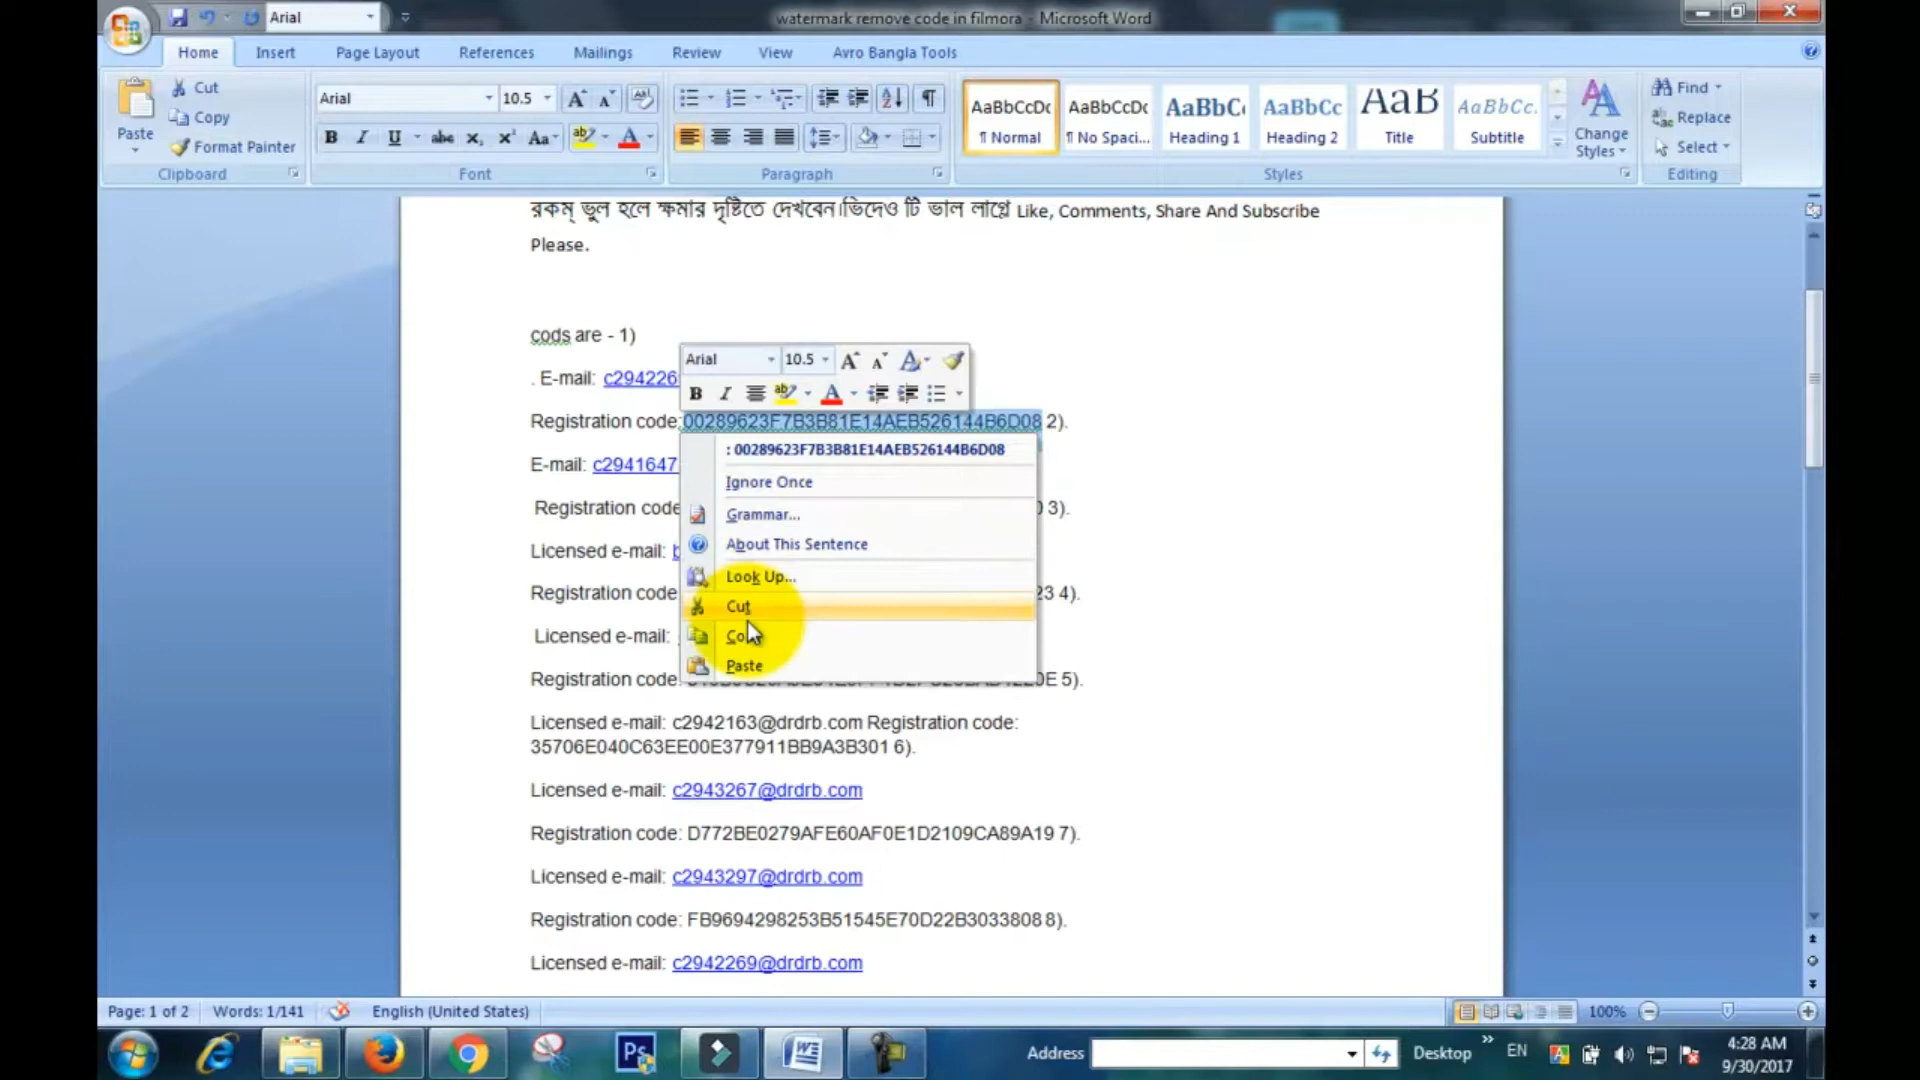 Arial
watermark remove code in filmora - Microsoft Word
Home Insert Page Layout References Mailings Review View Avro Bangla Tools
Paste
Cut
Copy
Format Painter
Clipboard
Arial 10.5
Font
Paragraph
AaBbCcDc AaBbCcDc AaBbC AaBbCc AaB AaBbCc.
¶ Normal ¶ No Spaci... Heading 1 Heading 2 Title Subtitle
Change Styles
Styles
Find
Replace
Select
Editing
রকম্ ভুল হলে ক্ষমার দৃষ্টিতে দেখবেন।ভিদেও টি ভাল লাগ্লে Like, Comments, Share And Subscribe
Please.
cods are - 1)
Arial 10.5
. E-mail: c294226
Registration code:00289623F7B3B81E14AEB526144B6D08 2).
: 00289623F7B3B81E14AEB526144B6D08
E-mail: c2941647
Ignore Once
Registration code 3).
Grammar...
Licensed e-mail:
About This Sentence
Look Up...
Registration code 23 4).
Cut
Licensed e-mail:
Paste
Registration code: 0E 5).
Licensed e-mail: c2942163@drdrb.com Registration code:
35706E040C63EE00E377911BB9A3B301 6).
Licensed e-mail: c2943267@drdrb.com
Registration code: D772BE0279AFE60AF0E1D2109CA89A19 7).
Licensed e-mail: c2943297@drdrb.com
Registration code: FB9694298253B51545E70D22B3033808 8).
Licensed e-mail: c2942269@drdrb.com
Page: 1 of 2 Words: 1/141 English (United States) 100%
Ps Address Desktop EN 4:28 AM
9/30/2017